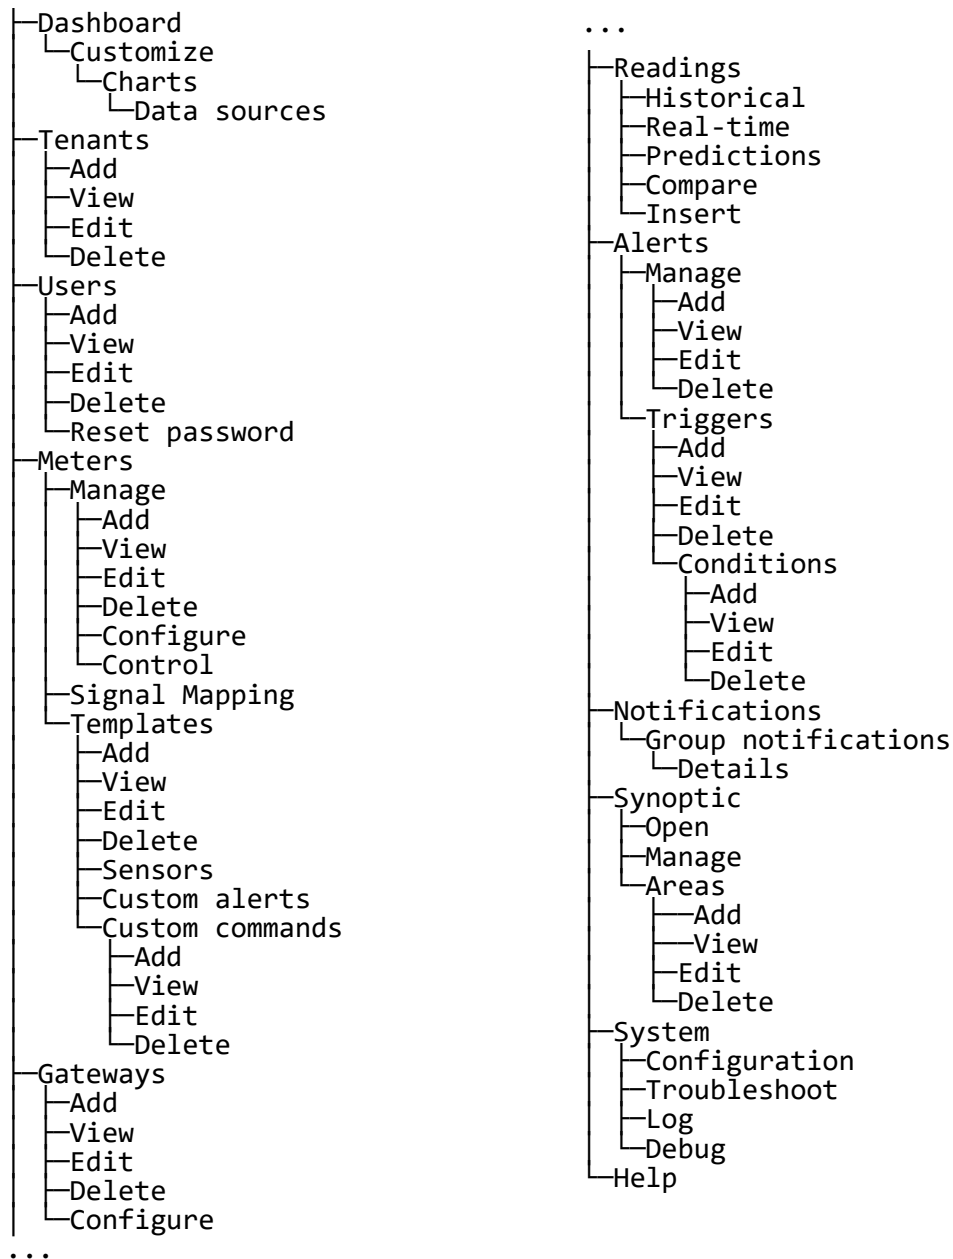 Dashboard
Customize
Charts
Data sources
Tenants
Add
View
Edit
Delete
Users
Add
View
Edit
Delete
Reset password
Meters
Manage
Add
View
Edit
Delete
Configure
Control
Signal Mapping
Templates
Add
View
Edit
Delete
Sensors
Custom alerts
Custom commands
Add
View
Edit
Delete
Gateways
Add
View
Edit
Delete
Configure
...
...
Readings
Historical
Real-time
Predictions
Compare
Insert
Alerts
Manage
Add
View
Edit
Delete
Triggers
Add
View
Edit
Delete
Conditions
Add
View
Edit
Delete
Notifications
Group notifications
Details
Synoptic
Open
Manage
Areas
Add
View
Edit
Delete
System
Configuration
Troubleshoot
Log
Debug
Help